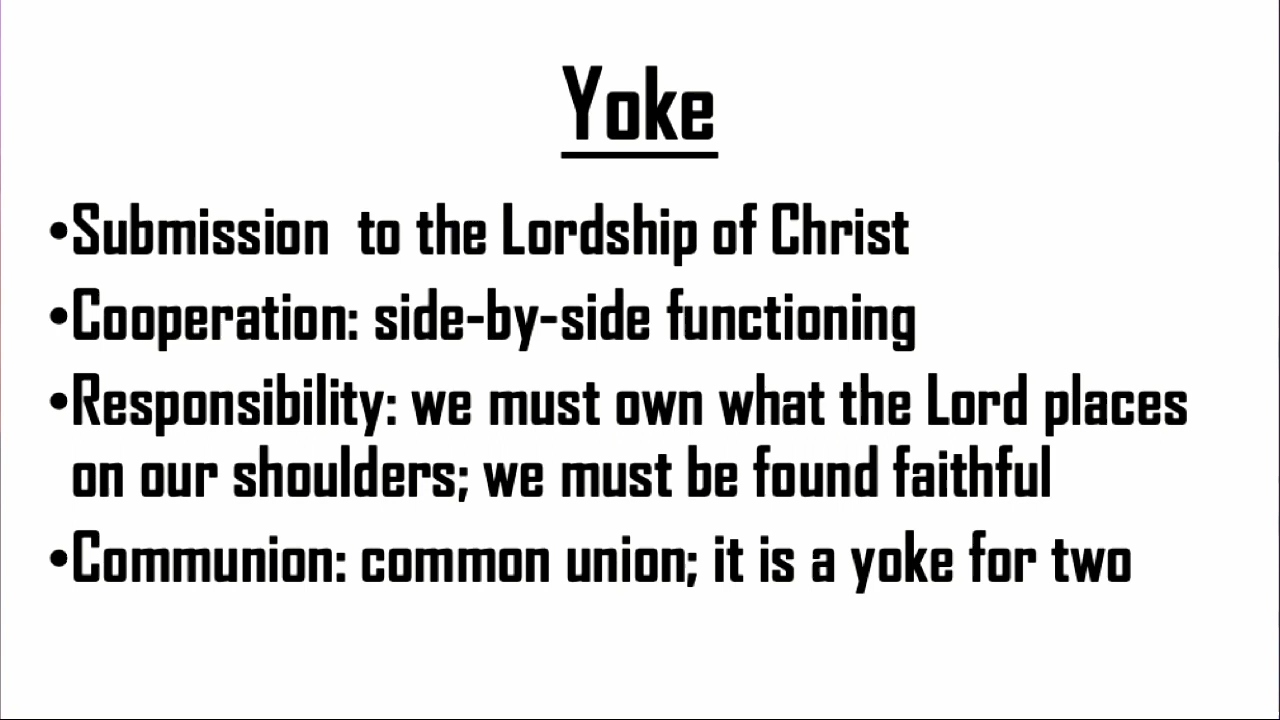 Yoke
•Submission  to the Lordship of Christ
•Cooperation: side-by-side functioning
•Responsibility: we must own what the Lord places
on our shoulders; we must be found faithful
•Communion: common union; it is a yoke for two